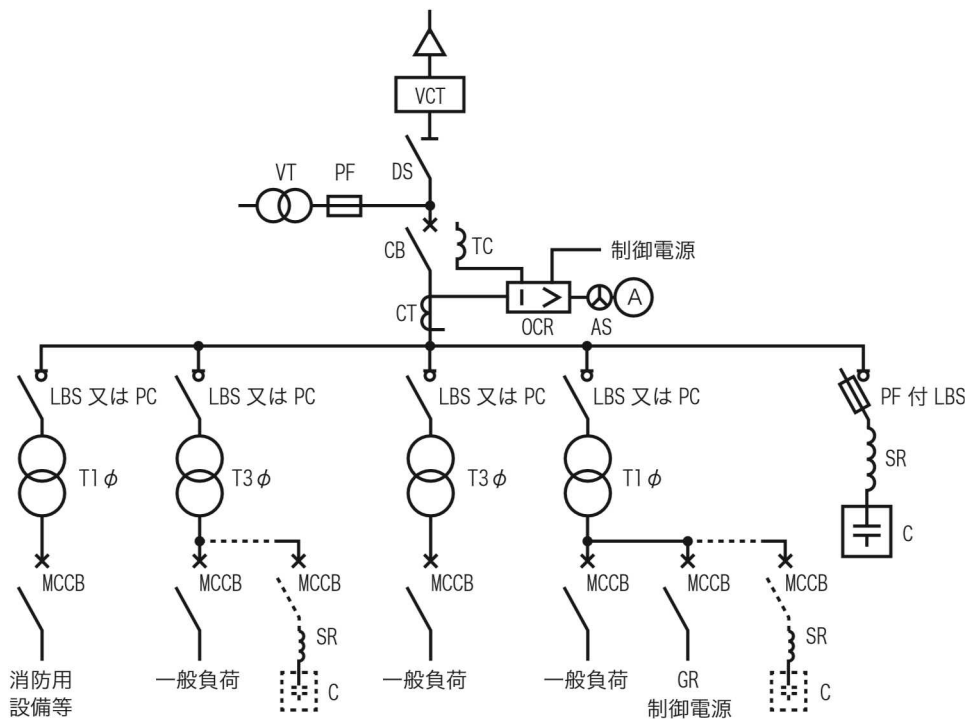 VCT
DS
VT
PF
CB
TC
制御電源
CT
OCR
AS
A
LBS 又は PC
LBS 又は PC
LBS 又は PC
LBS 又は PC
PF 付 LBS
T1φ
T3φ
T3φ
T1φ
SR
C
MCCB
MCCB
MCCB
MCCB
MCCB
MCCB
MCCB
SR
SR
消防用
設備等
一般負荷
C
一般負荷
一般負荷
GR
制御電源
C